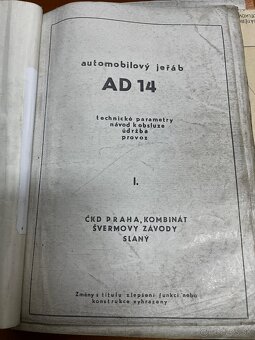 automobilový jeřáb
AD 14
technické parametry
návod k obsluze
údržba
provoz
I.
ČKD PRAHA, KOMBINÁT
ŠVERMOVY ZÁVODY
SLANÝ
Změny s titulu zlepšení funkcí nebo
konstrukce vyhrazeny